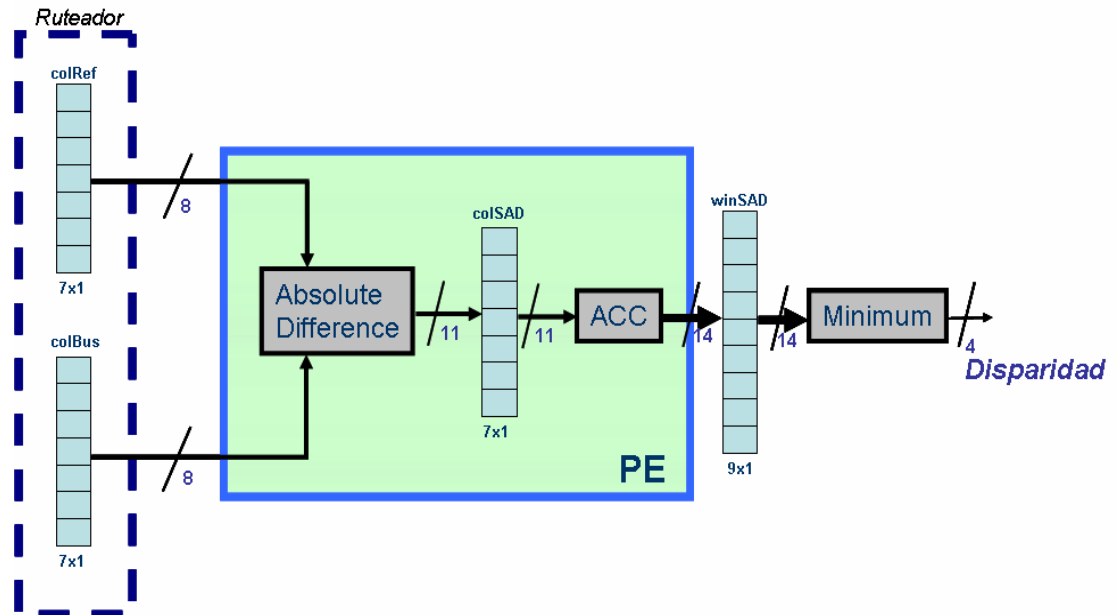 Ruteador
colRef
7x1
8
colBus
7x1
8
Absolute
Difference
11
colSAD
7x1
11
ACC
PE
14
winSAD
9x1
14
Minimum
4
Disparidad